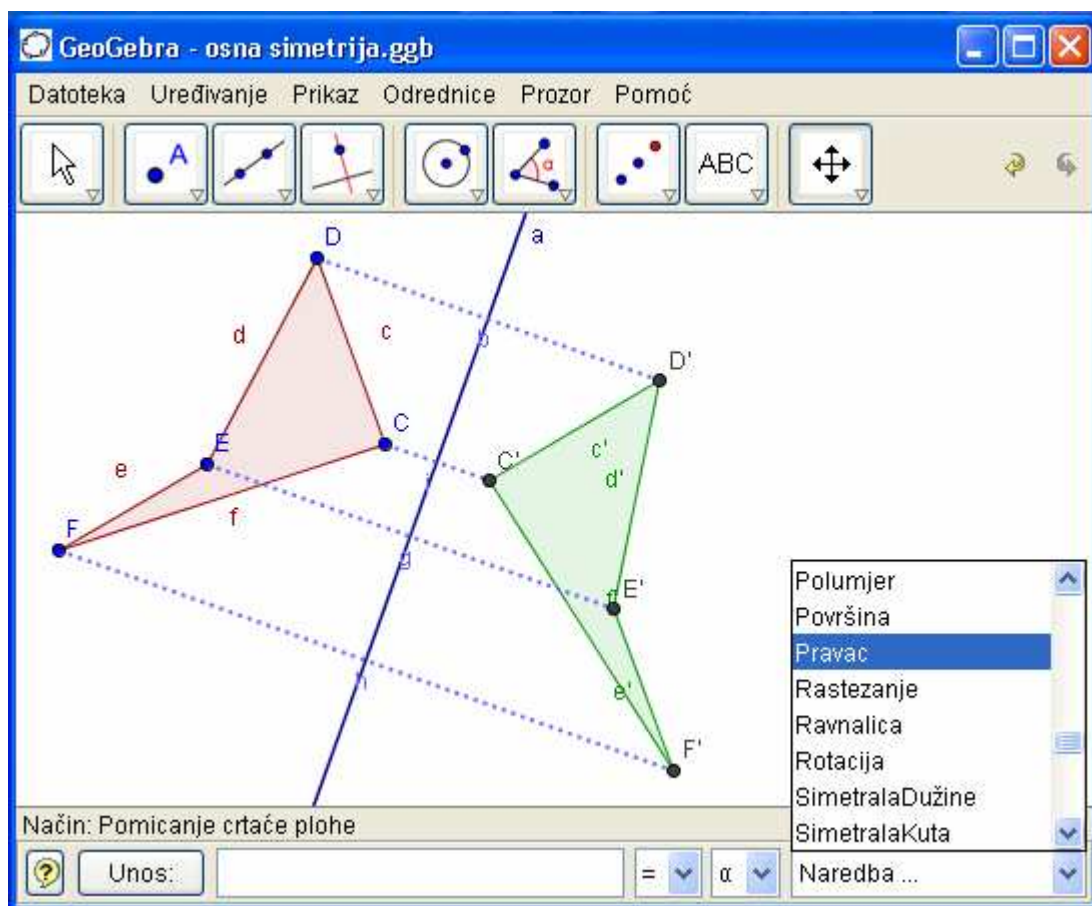 GeoGebra - osna simetrija.ggb
Datoteka Uređivanje Prikaz Odrednice Prozor Pomoć
A α ABC
D a
d c b
D'
E C c'
e C' d'
F f
g
f' E'
h e'
F'
Polumjer
Površina
Pravac
Rastezanje
Ravnalica
Rotacija
SimetralaDužine
SimetralaKuta
Način: Pomicanje crtaće plohe
? Unos: = α Naredba ...